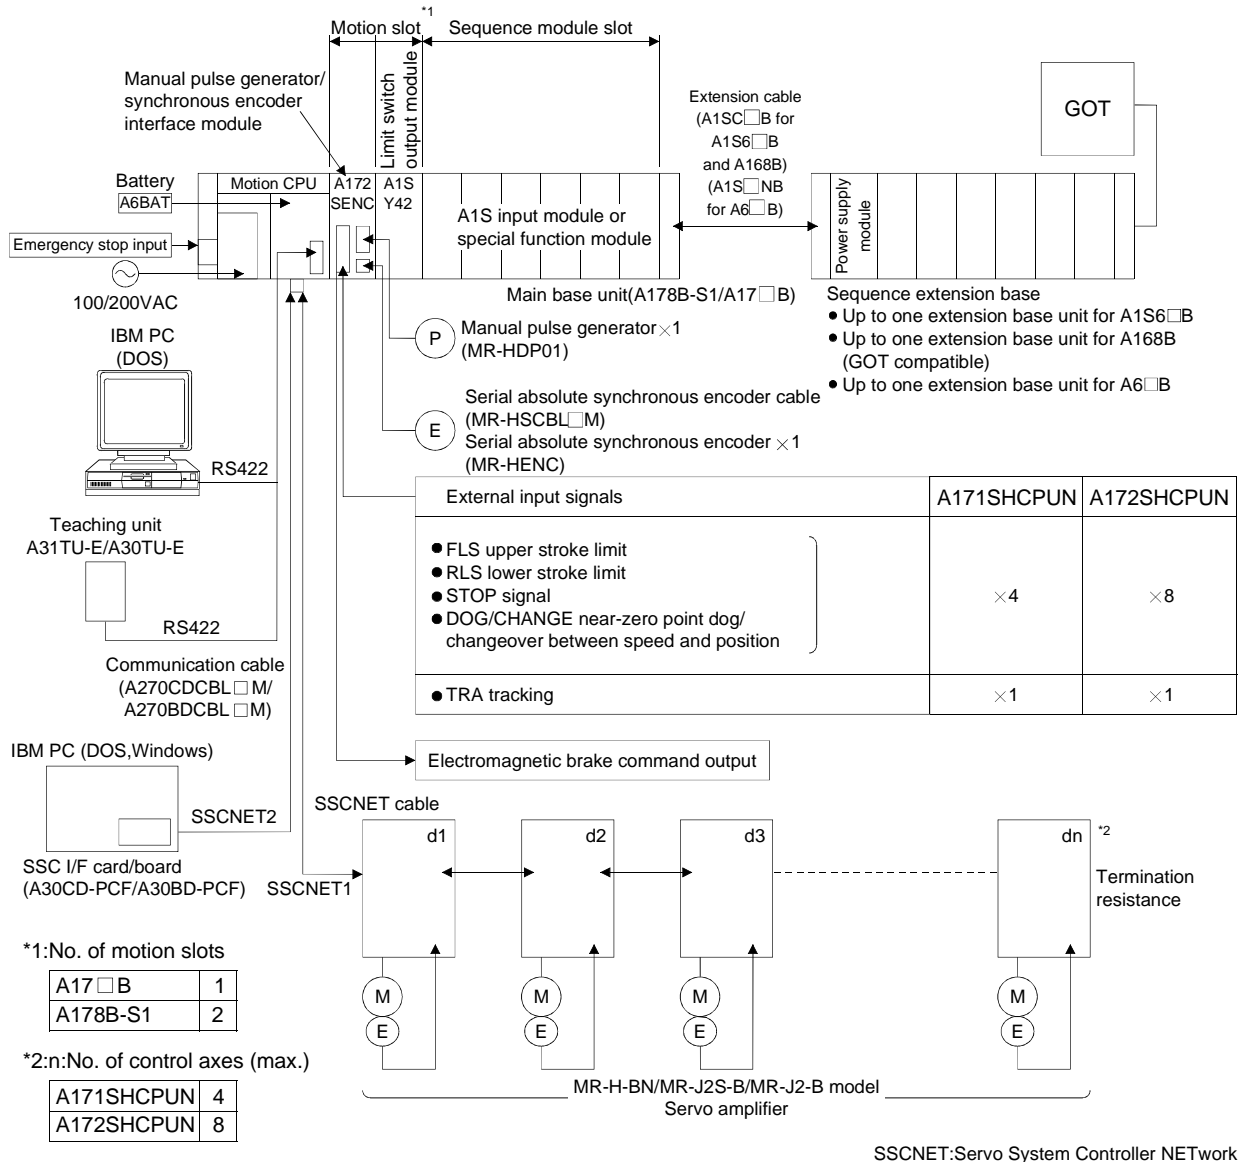 *1
Motion slot
Sequence module slot
Manual pulse generator/
synchronous encoder
interface module
Limit switch
output module
Extension cable
(A1SC□B for
A1S6□B
and A168B)
(A1S□NB
for A6□B)
GOT
Battery
A6BAT
Motion CPU
A172
SENC
A1S
Y42
A1S input module or
special function module
Power supply
module
Emergency stop input
100/200VAC
Main base unit(A178B-S1/A17□B)
Sequence extension base
● Up to one extension base unit for A1S6□B
● Up to one extension base unit for A168B
(GOT compatible)
● Up to one extension base unit for A6□B
P
Manual pulse generator×1
(MR-HDP01)
IBM PC
(DOS)
E
Serial absolute synchronous encoder cable
(MR-HSCBL□M)
Serial absolute synchronous encoder ×1
(MR-HENC)
RS422
External input signals
A171SHCPUN
A172SHCPUN
● FLS upper stroke limit
● RLS lower stroke limit
● STOP signal
● DOG/CHANGE near-zero point dog/
changeover between speed and position
×4
×8
● TRA tracking
×1
×1
Teaching unit
A31TU-E/A30TU-E
RS422
Communication cable
(A270CDCBL□M/
A270BDCBL□M)
Electromagnetic brake command output
IBM PC (DOS,Windows)
SSCNET2
SSC I/F card/board
(A30CD-PCF/A30BD-PCF)
SSCNET cable
SSCNET1
d1
d2
d3
dn
*2
Termination
resistance
M
E
M
E
M
E
M
E
MR-H-BN/MR-J2S-B/MR-J2-B model
Servo amplifier
*1:No. of motion slots
A17□B 1
A178B-S1 2
*2:n:No. of control axes (max.)
A171SHCPUN 4
A172SHCPUN 8
SSCNET:Servo System Controller NETwork